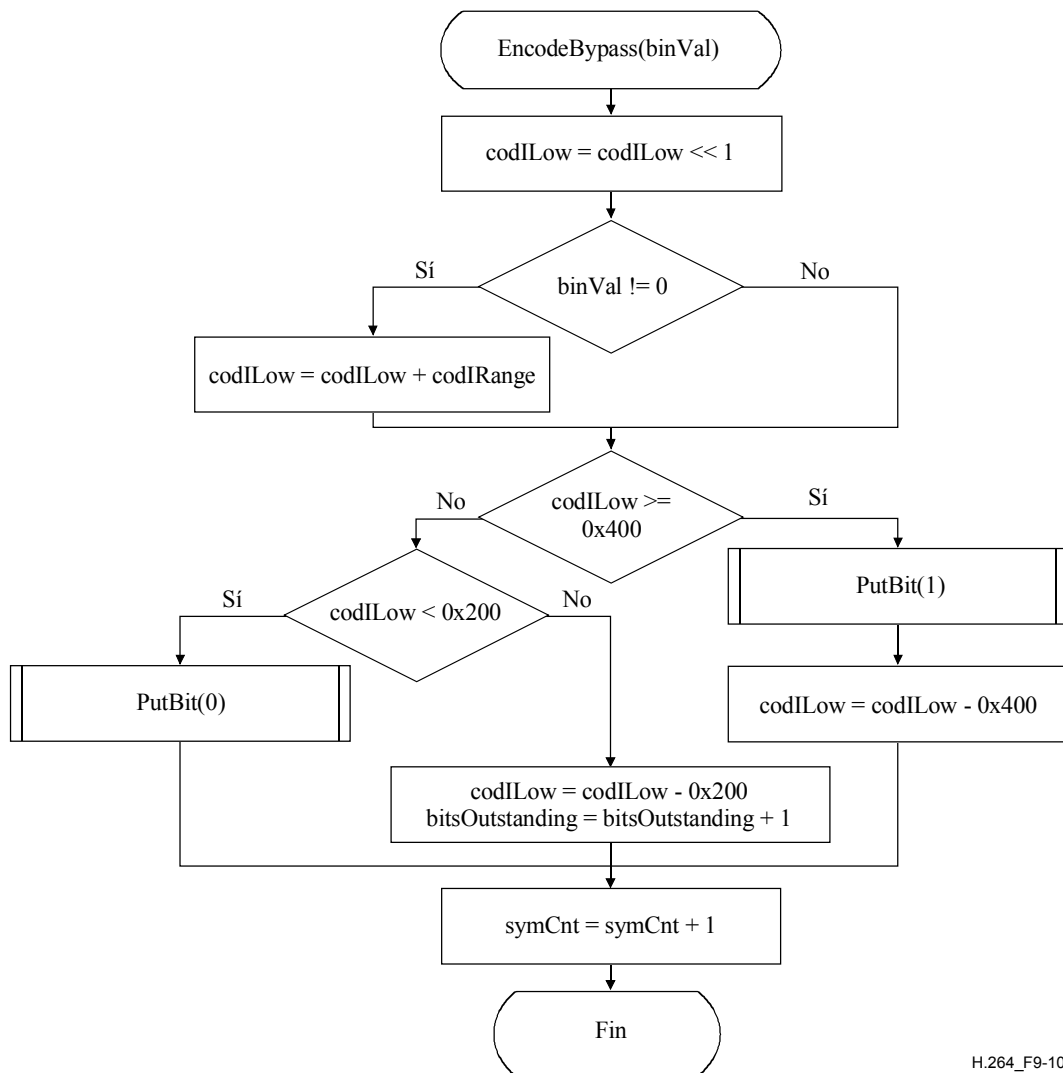 EncodeBypass(binVal)
codILow = codILow << 1
Sí
binVal != 0
No
codILow = codILow + codIRange
No
codILow >=
0x400
Sí
PutBit(1)
Sí
codILow < 0x200
No
PutBit(0)
codILow = codILow - 0x400
codILow = codILow - 0x200
bitsOutstanding = bitsOutstanding + 1
symCnt = symCnt + 1
Fin
H.264_F9-10